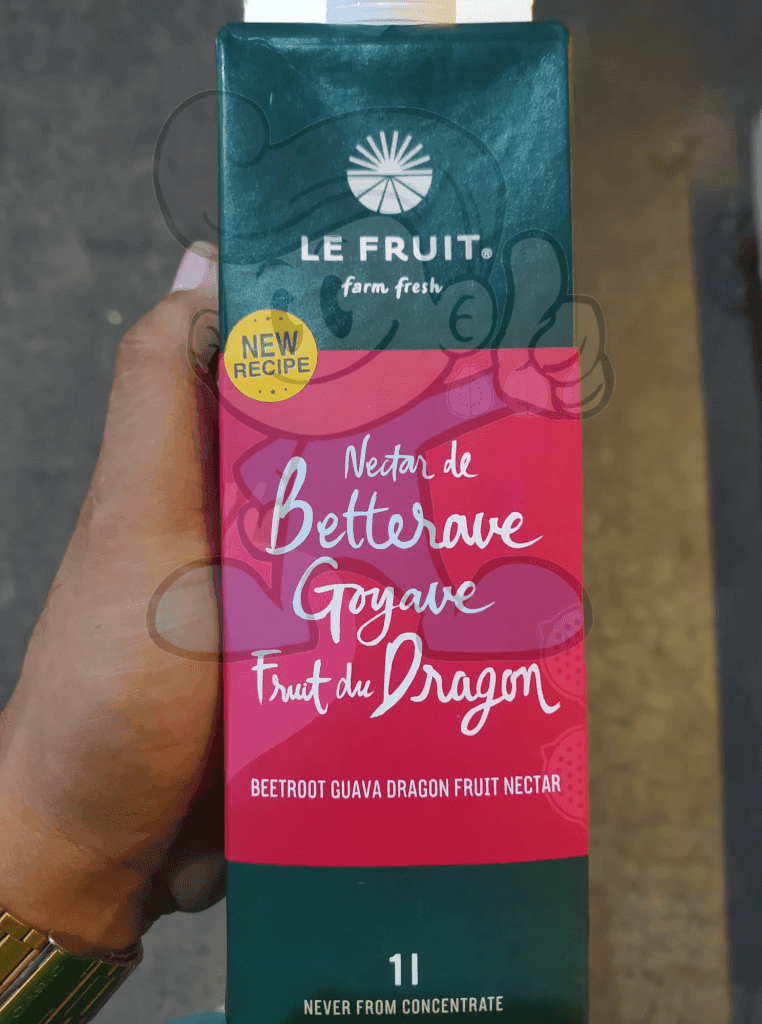 LE FRUIT®
farm fresh
NEW
RECIPE
Nectar de
Betterave
Goyave
Fruit du Dragon
BEETROOT GUAVA DRAGON FRUIT NECTAR
1l
NEVER FROM CONCENTRATE